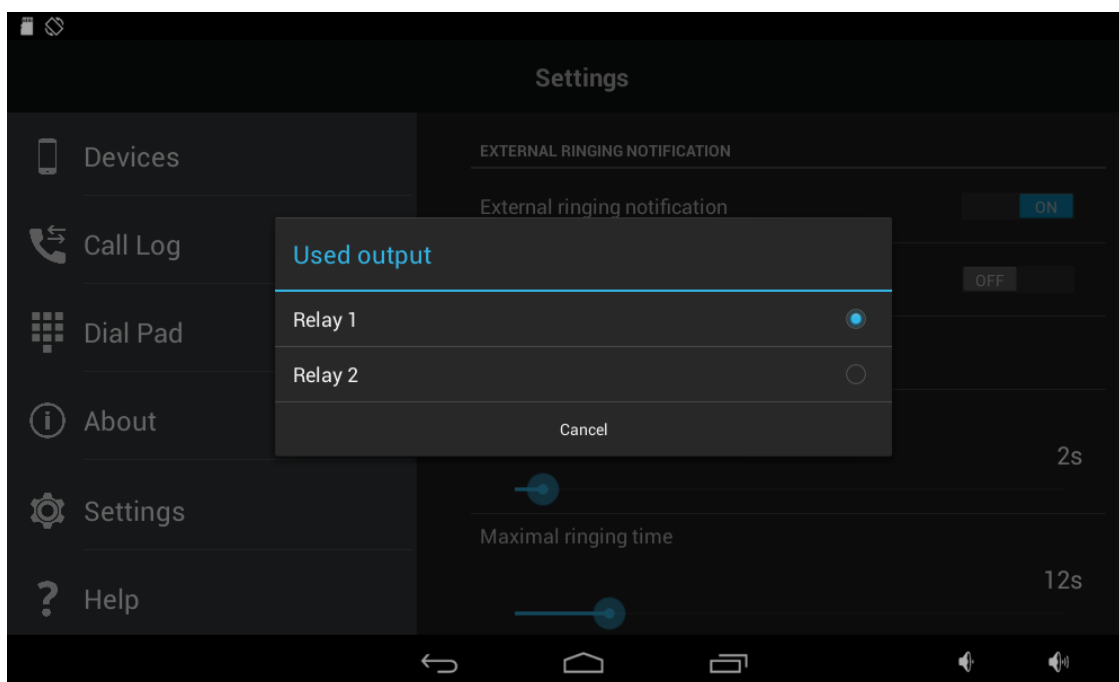 Settings
Devices
Call Log
Dial Pad
About
Settings
Help
EXTERNAL RINGING NOTIFICATION
External ringing notification
ON
OFF
Used output
Relay 1
Relay 2
Cancel
2s
Maximal ringing time
12s